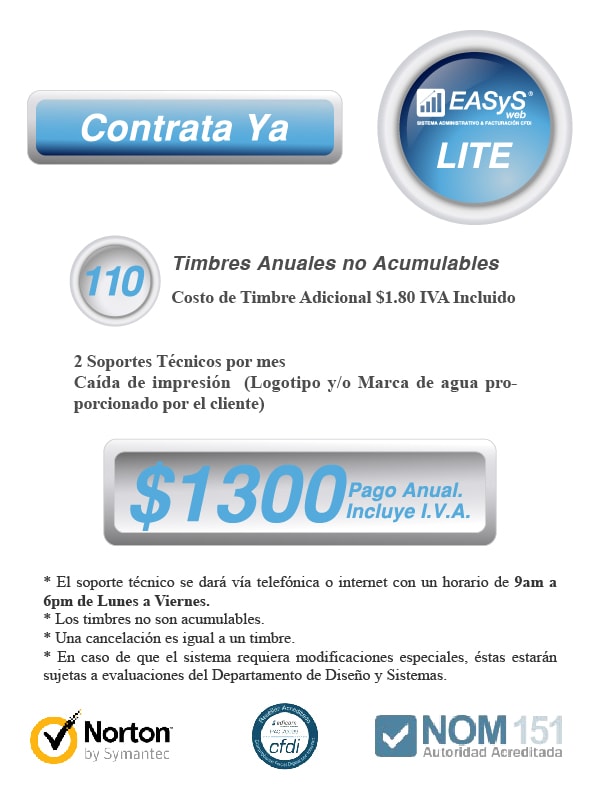 Contrata Ya
EASyS®
web
SISTEMA ADMINISTRATIVO & FACTURACIÓN CFDI
LITE
110
Timbres Anuales no Acumulables
Costo de Timbre Adicional $1.80 IVA Incluido
2 Soportes Técnicos por mes
Caída de impresión (Logotipo y/o Marca de agua pro-
porcionado por el cliente)
$1300
Pago Anual.
Incluye I.V.A.
* El soporte técnico se dará vía telefónica o internet con un horario de 9am a
6pm de Lunes a Viernes.
* Los timbres no son acumulables.
* Una cancelación es igual a un timbre.
* En caso de que el sistema requiera modificaciones especiales, éstas estarán
sujetas a evaluaciones del Departamento de Diseño y Sistemas.
Norton™
by Symantec
cfdi
NOM 151
Autoridad Acreditada